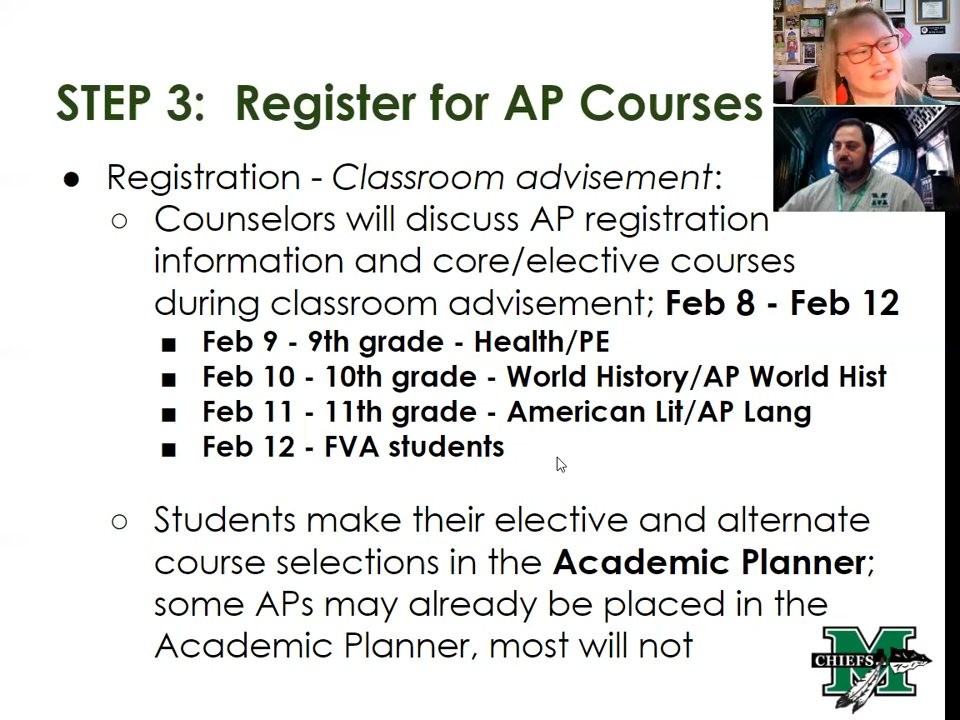 STEP 3: Register for AP Courses
● Registration - Classroom advisement:
○ Counselors will discuss AP registration
information and core/elective courses
during classroom advisement; Feb 8 - Feb 12
■ Feb 9 - 9th grade - Health/PE
■ Feb 10 - 10th grade - World History/AP World Hist
■ Feb 11 - 11th grade - American Lit/AP Lang
■ Feb 12 - FVA students
○ Students make their elective and alternate
course selections in the Academic Planner;
some APs may already be placed in the
Academic Planner, most will not
M
CHIEFS